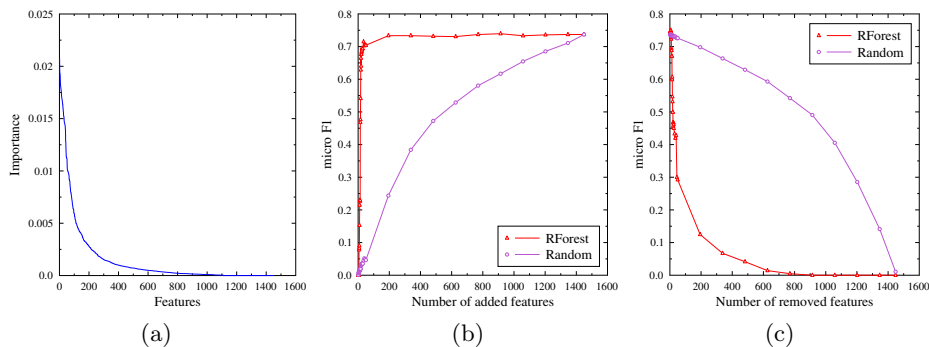 0.025
0.02
0.015
0.01
0.005
0.0
Importance
0 200 400 600 800 1000 1200 1400 1600
Features
(a)
0.8
0.7
0.6
0.5
0.4
0.3
0.2
0.1
0.0
micro F1
RForest
Random
0 200 400 600 800 1000 1200 1400 1600
Number of added features
(b)
0.8
0.7
0.6
0.5
0.4
0.3
0.2
0.1
0.0
micro F1
RForest
Random
0 200 400 600 800 1000 1200 1400 1600
Number of removed features
(c)